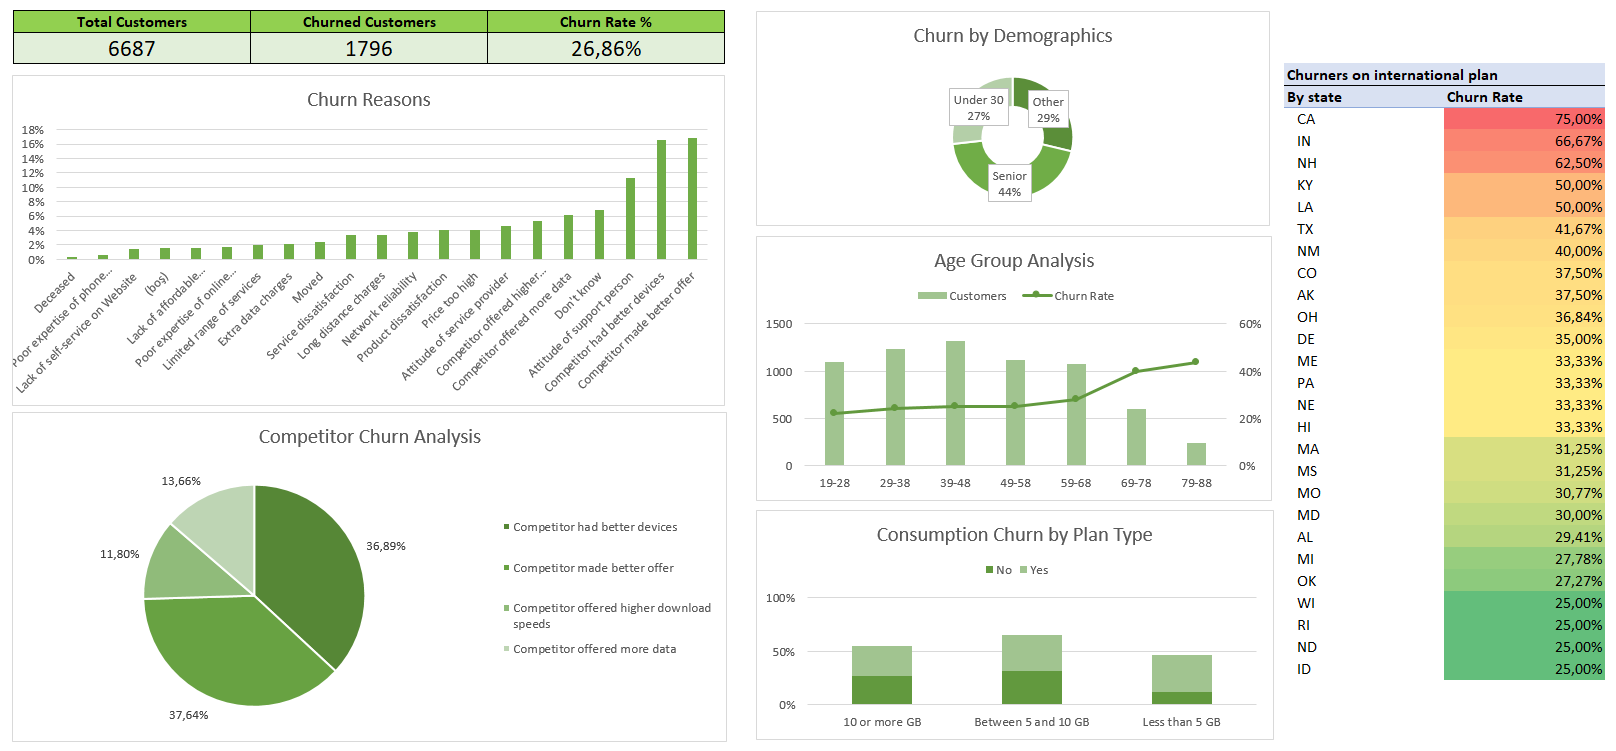 Total Customers Churned Customers Churn Rate %
6687 1796 26,86%
Churn Reasons
18%
16%
14%
12%
10%
8%
6%
4%
2%
0%
Deceased
Poor expertise of phone...
Lack of self-service on Website
(boş)
Lack of affordable...
Poor expertise of online...
Limited range of services
Extra data charges
Moved
Service dissatisfaction
Long distance charges
Network reliability
Product dissatisfaction
Price too high
Attitude of service provider
Competitor offered higher...
Competitor offered more data
Don't know
Attitude of support person
Competitor had better devices
Competitor made better offer
Competitor Churn Analysis
13,66%
36,89%
11,80%
37,64%
Competitor had better devices
Competitor made better offer
Competitor offered higher download
speeds
Competitor offered more data
Churn by Demographics
Under 30
27%
Other
29%
Senior
44%
Age Group Analysis
Customers Churn Rate
1500 60%
1000 40%
500 20%
0 0%
19-28 29-38 39-48 49-58 59-68 69-78 79-88
Consumption Churn by Plan Type
No Yes
100%
50%
0%
10 or more GB Between 5 and 10 GB Less than 5 GB
Churners on international plan
By state Churn Rate
CA 75,00%
IN 66,67%
NH 62,50%
KY 50,00%
LA 50,00%
TX 41,67%
NM 40,00%
CO 37,50%
AK 37,50%
OH 36,84%
DE 35,00%
ME 33,33%
PA 33,33%
NE 33,33%
HI 33,33%
MA 31,25%
MS 31,25%
MO 30,77%
MD 30,00%
AL 29,41%
MI 27,78%
OK 27,27%
WI 25,00%
RI 25,00%
ND 25,00%
ID 25,00%